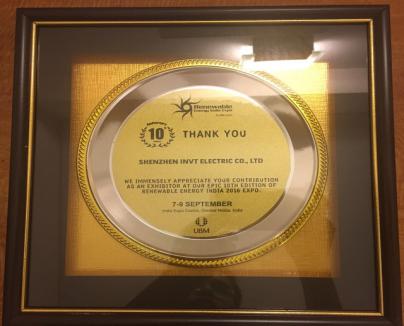 Renewable
Energy India Expo
Anniversary
10th
THANK YOU
SHENZHEN INVT ELECTRIC CO., LTD
WE IMMENSELY APPRECIATE YOUR CONTRIBUTION
AS AN EXHIBITOR AT OUR EPIC 10TH EDITION OF
RENEWABLE ENERGY INDIA 2016 EXPO.
7-9 SEPTEMBER
India Expo Centre, Greater Noida, India
UBM